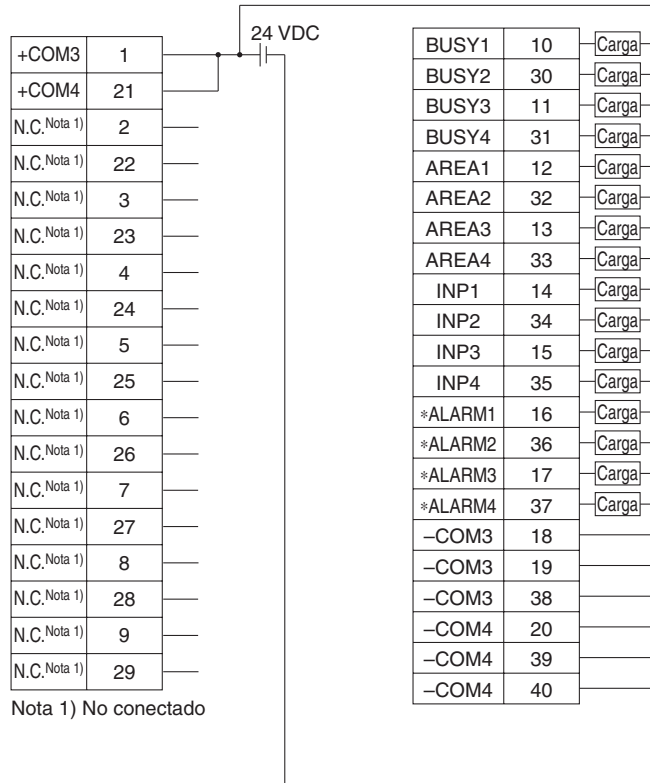 24 VDC
+COM3 1
+COM4 21
N.C.Nota 1) 2
N.C.Nota 1) 22
N.C.Nota 1) 3
N.C.Nota 1) 23
N.C.Nota 1) 4
N.C.Nota 1) 24
N.C.Nota 1) 5
N.C.Nota 1) 25
N.C.Nota 1) 6
N.C.Nota 1) 26
N.C.Nota 1) 7
N.C.Nota 1) 27
N.C.Nota 1) 8
N.C.Nota 1) 28
N.C.Nota 1) 9
N.C.Nota 1) 29
Nota 1) No conectado
BUSY1 10 Carga
BUSY2 30 Carga
BUSY3 11 Carga
BUSY4 31 Carga
AREA1 12 Carga
AREA2 32 Carga
AREA3 13 Carga
AREA4 33 Carga
INP1 14 Carga
INP2 34 Carga
INP3 15 Carga
INP4 35 Carga
*ALARM1 16 Carga
*ALARM2 36 Carga
*ALARM3 17 Carga
*ALARM4 37 Carga
–COM3 18
–COM3 19
–COM3 38
–COM4 20
–COM4 39
–COM4 40